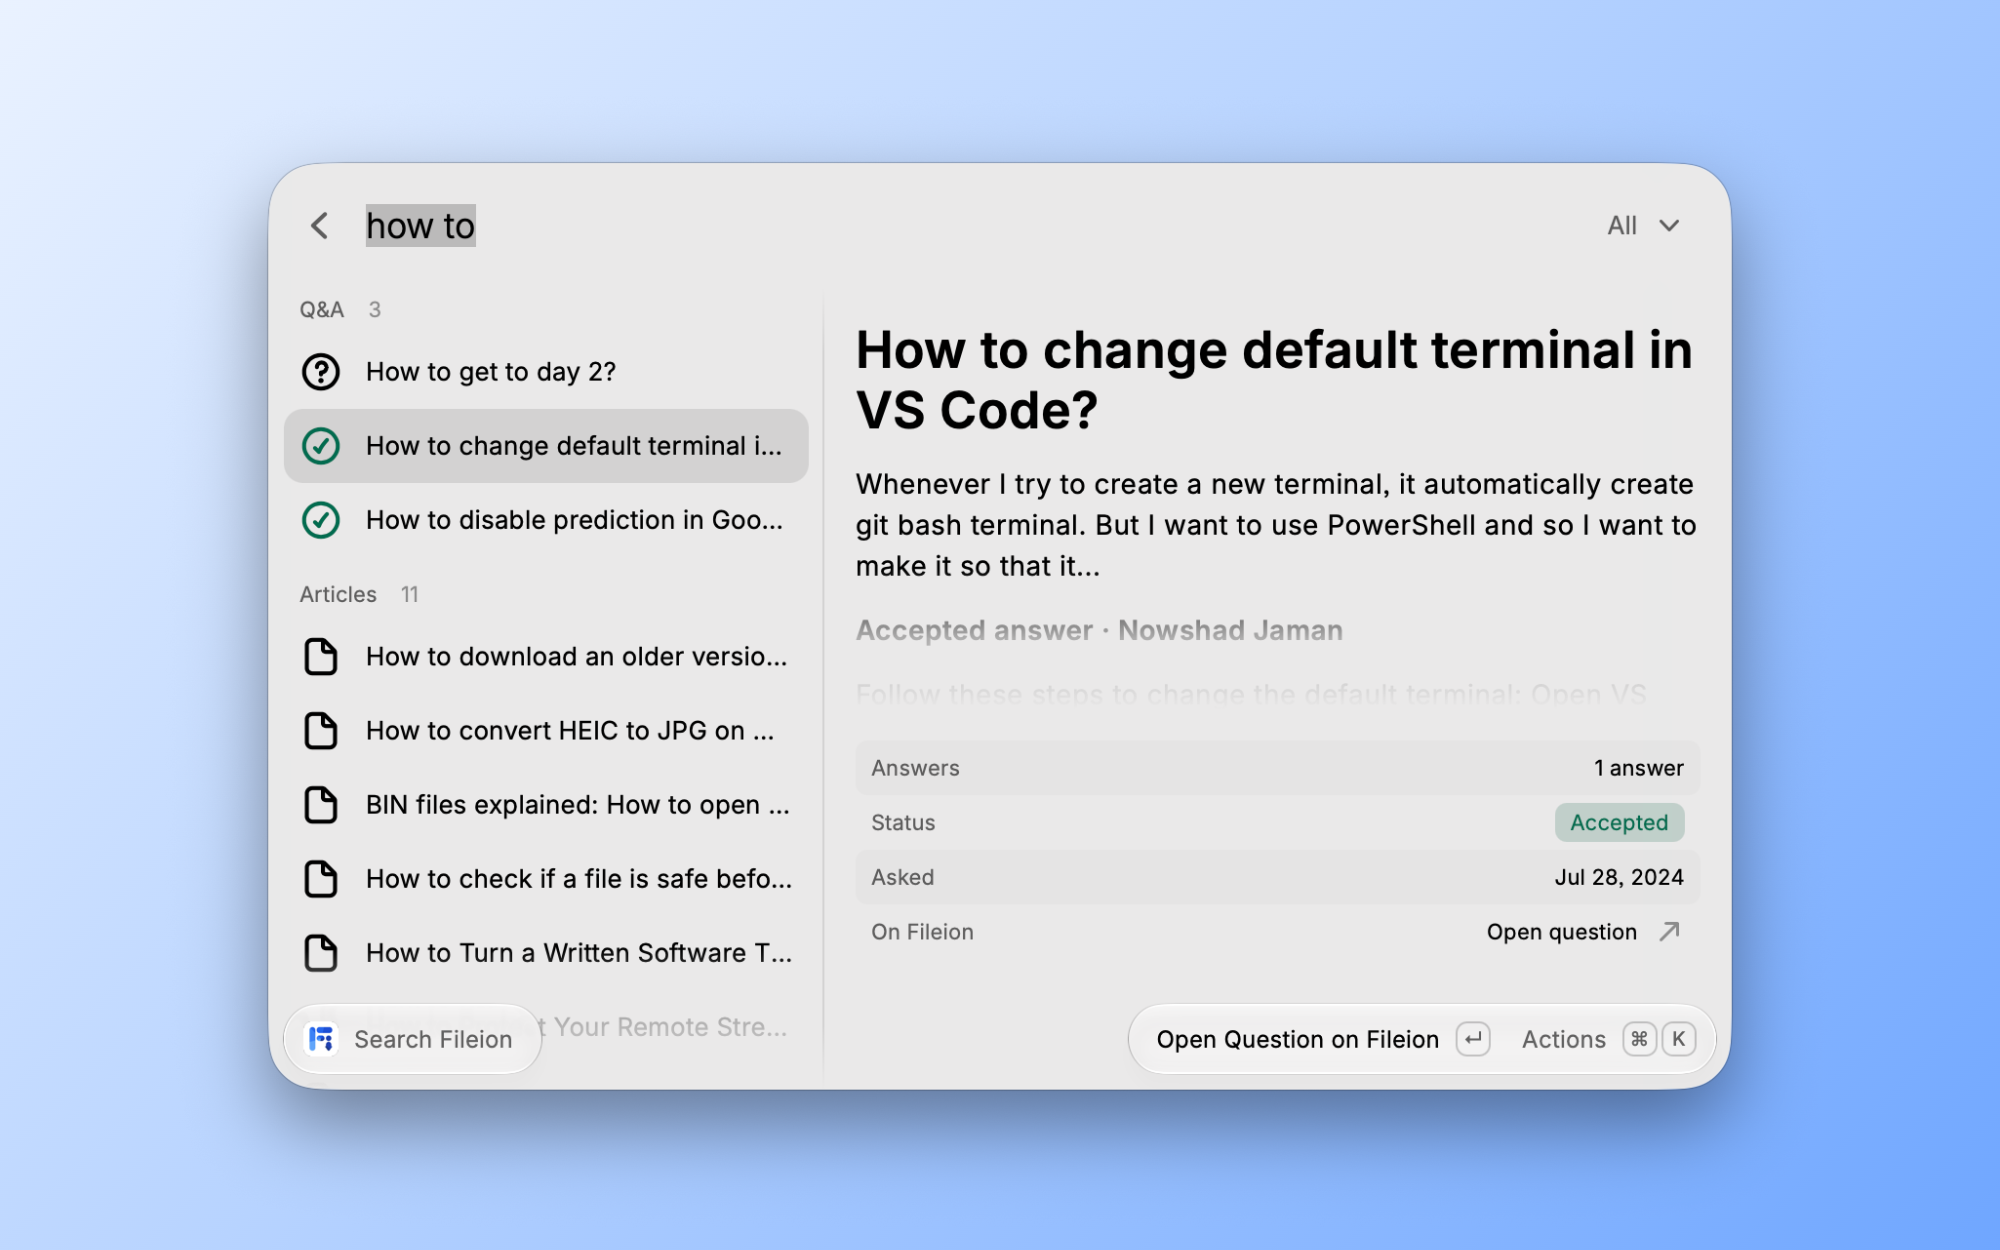 how to
All
Q&A 3
How to get to day 2?
How to change default terminal i...
How to disable prediction in Goo...
Articles 11
How to download an older versio...
How to convert HEIC to JPG on ...
BIN files explained: How to open ...
How to check if a file is safe befo...
How to Turn a Written Software T...
Your Remote Stre...
Search Fileion
How to change default terminal in
VS Code?
Whenever I try to create a new terminal, it automatically create
git bash terminal. But I want to use PowerShell and so I want to
make it so that it...
Accepted answer · Nowshad Jaman
Follow these steps to change the default terminal: Open VS
Answers 1 answer
Status Accepted
Asked Jul 28, 2024
On Fileion Open question
Open Question on Fileion Actions ⌘ K